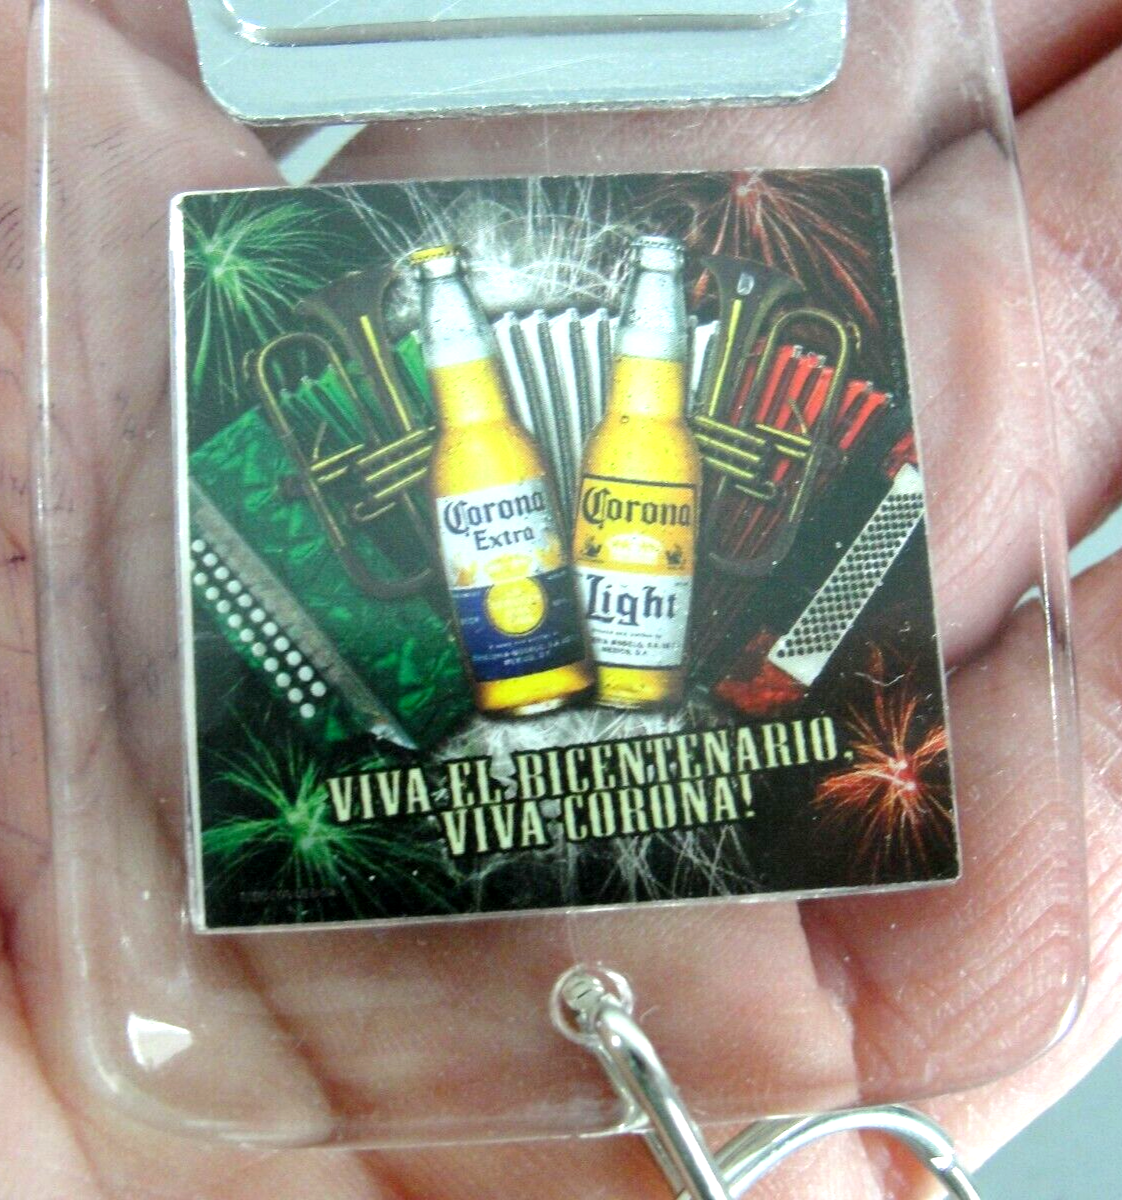 Corona
Extra
Corona
Light
VIVA EL BICENTENARIO,
VIVA CORONA!